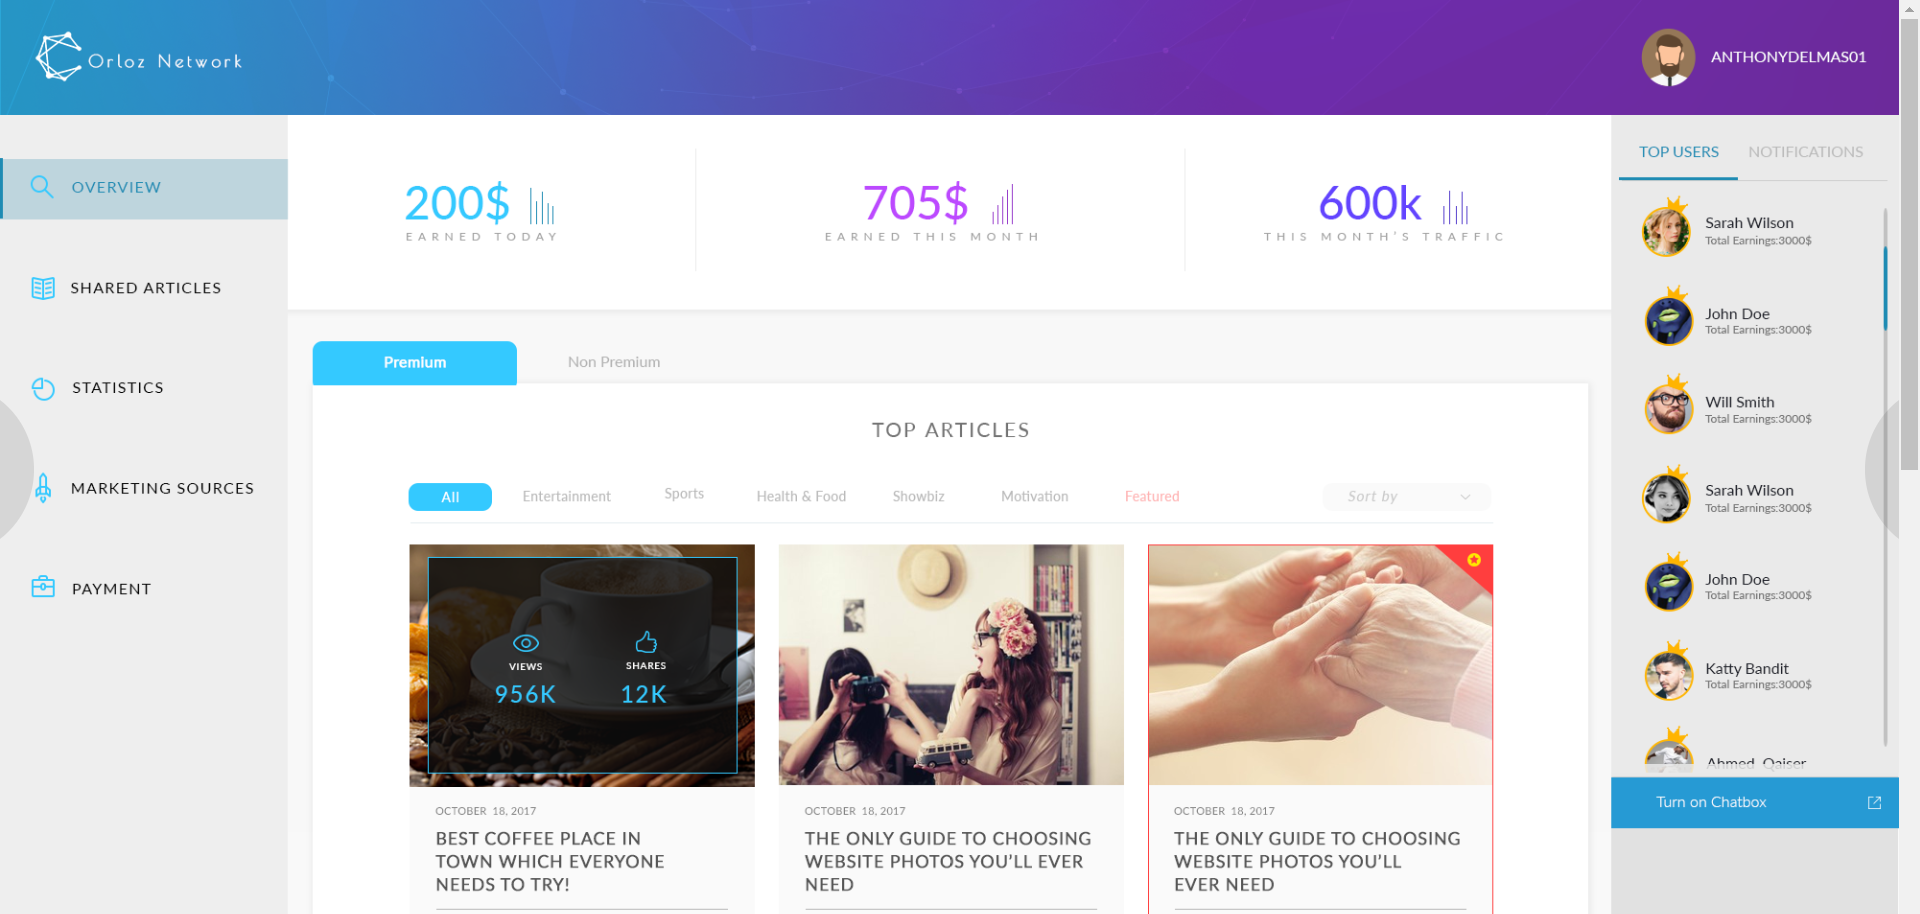 Orloz Network
ANTHONYDELMAS01
OVERVIEW
SHARED ARTICLES
STATISTICS
MARKETING SOURCES
PAYMENT
200$
EARNED TODAY
705$
EARNED THIS MONTH
600k
THIS MONTH'S TRAFFIC
Premium
Non Premium
TOP ARTICLES
All
Entertainment
Sports
Health & Food
Showbiz
Motivation
Featured
Sort by
VIEWS
956K
SHARES
12K
OCTOBER 18, 2017
BEST COFFEE PLACE IN
TOWN WHICH EVERYONE
NEEDS TO TRY!
OCTOBER 18, 2017
THE ONLY GUIDE TO CHOOSING
WEBSITE PHOTOS YOU'LL EVER
NEED
OCTOBER 18, 2017
THE ONLY GUIDE TO CHOOSING
WEBSITE PHOTOS YOU'LL
EVER NEED
TOP USERS
NOTIFICATIONS
Sarah Wilson
Total Earnings:3000$
John Doe
Total Earnings:3000$
Will Smith
Total Earnings:3000$
Sarah Wilson
Total Earnings:3000$
John Doe
Total Earnings:3000$
Katty Bandit
Total Earnings:3000$
Ahmed Qaiser
Turn on Chatbox